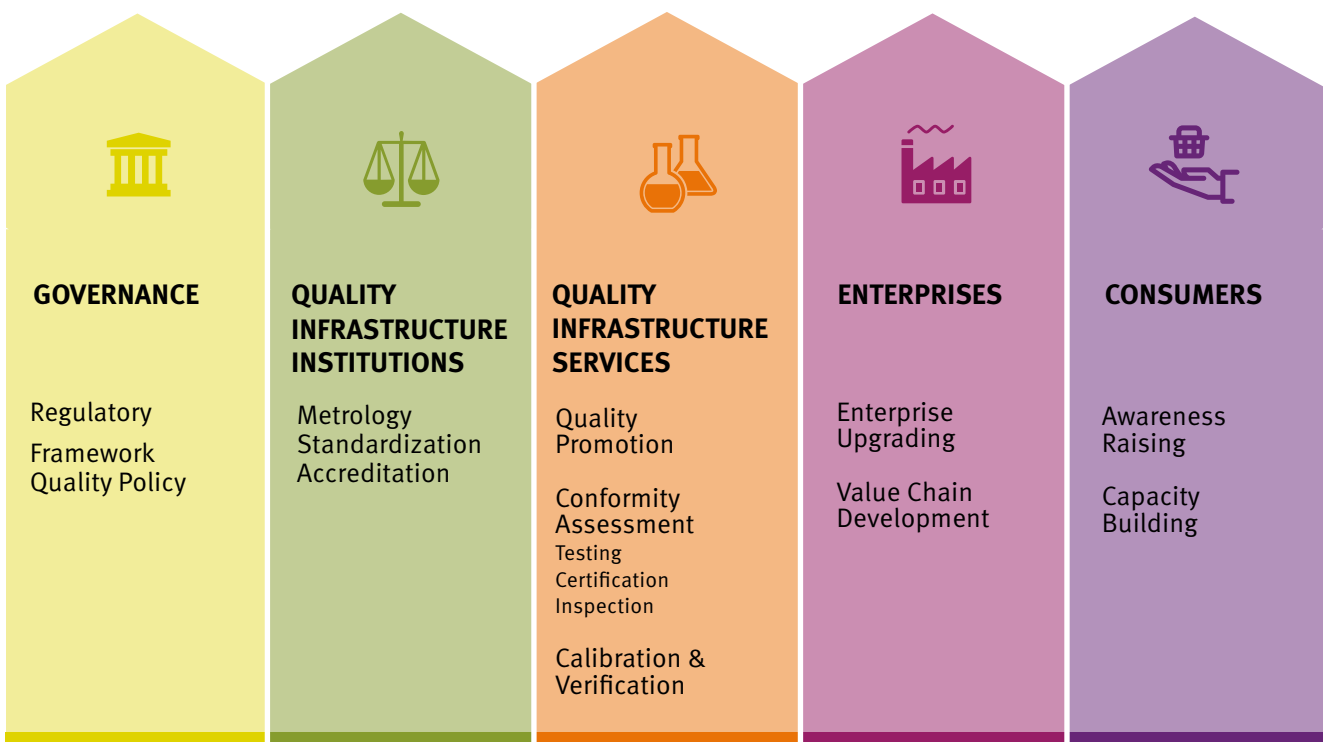 GOVERNANCE
Regulatory
Framework
Quality Policy
QUALITY
INFRASTRUCTURE
INSTITUTIONS
Metrology
Standardization
Accreditation
QUALITY
INFRASTRUCTURE
SERVICES
Quality
Promotion
Conformity
Assessment
Testing
Certification
Inspection
Calibration &
Verification
ENTERPRISES
Enterprise
Upgrading
Value Chain
Development
CONSUMERS
Awareness
Raising
Capacity
Building